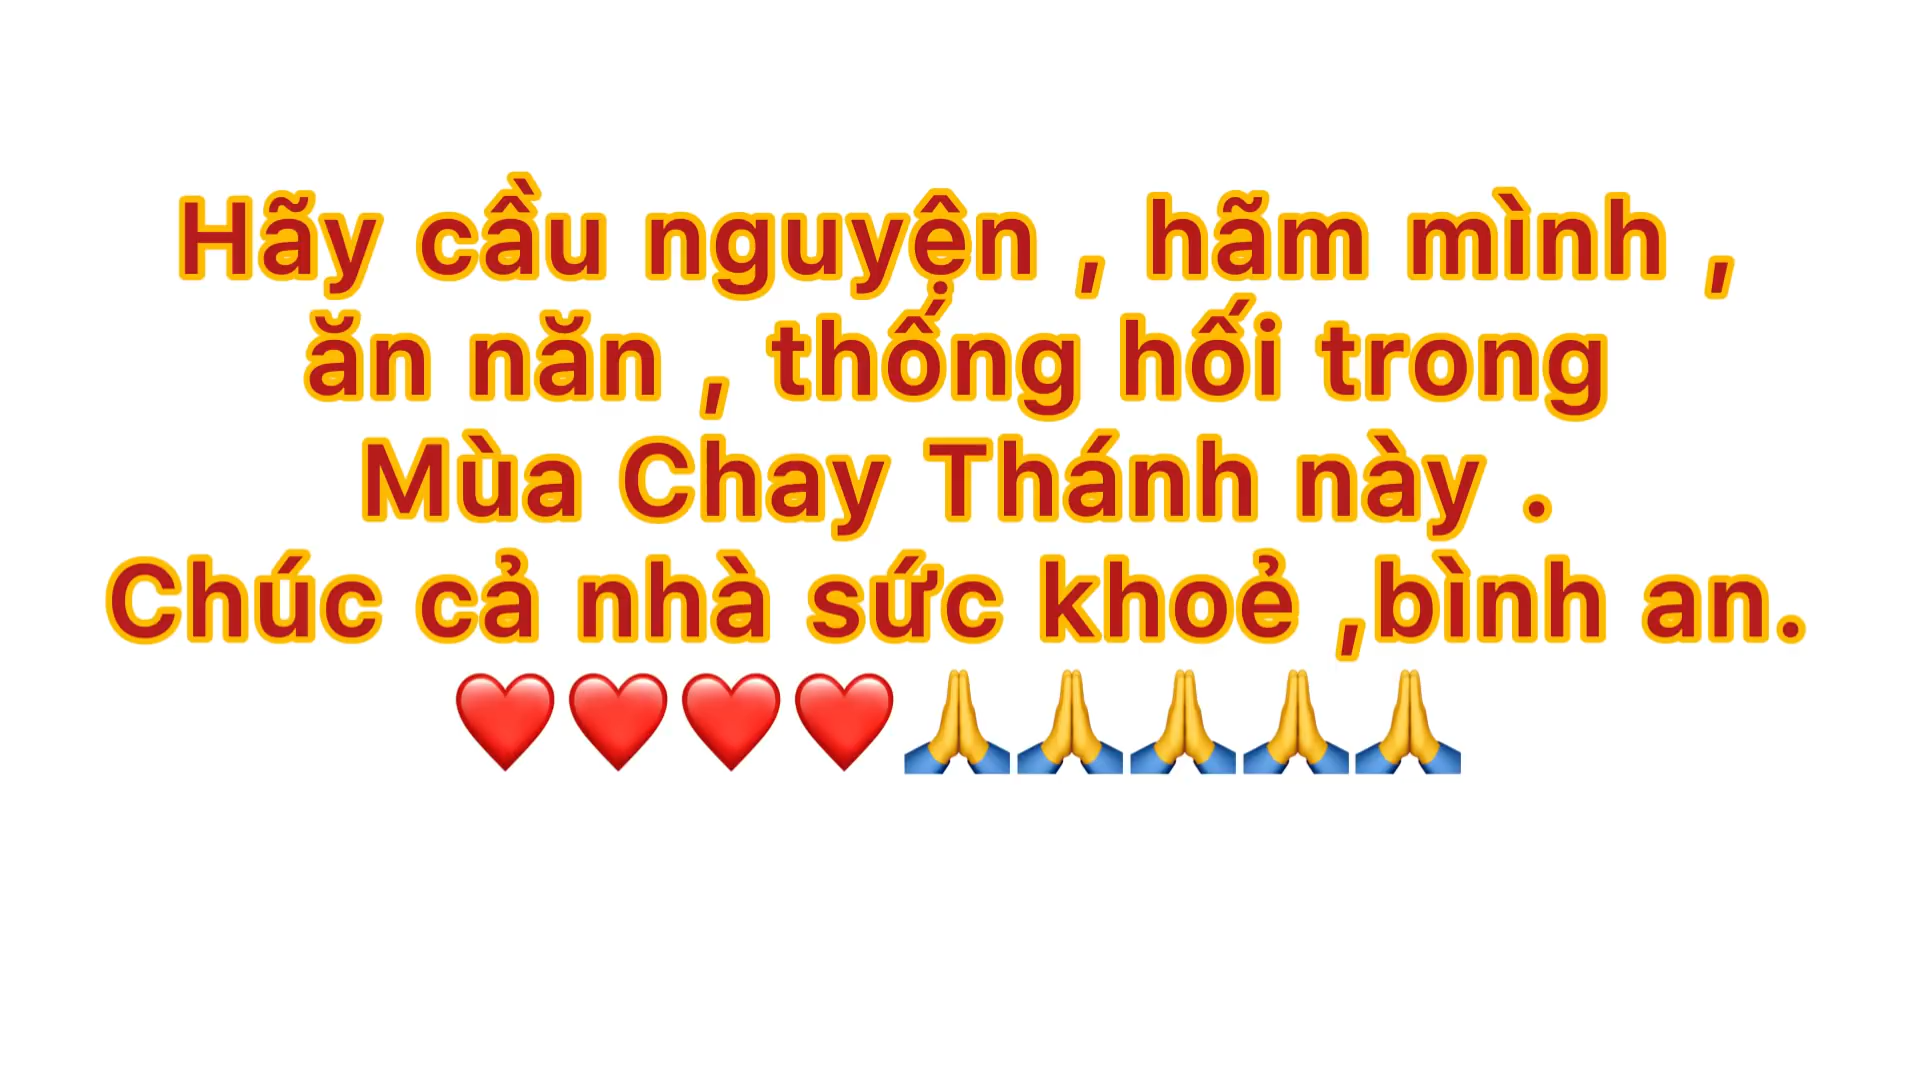 Hãy cầu nguyện , hãm mình ,
ăn năn , thống hối trong
Mùa Chay Thánh này .
Chúc cả nhà sức khoẻ ,bình an.
❤️❤️❤️❤️🙏🙏🙏🙏🙏